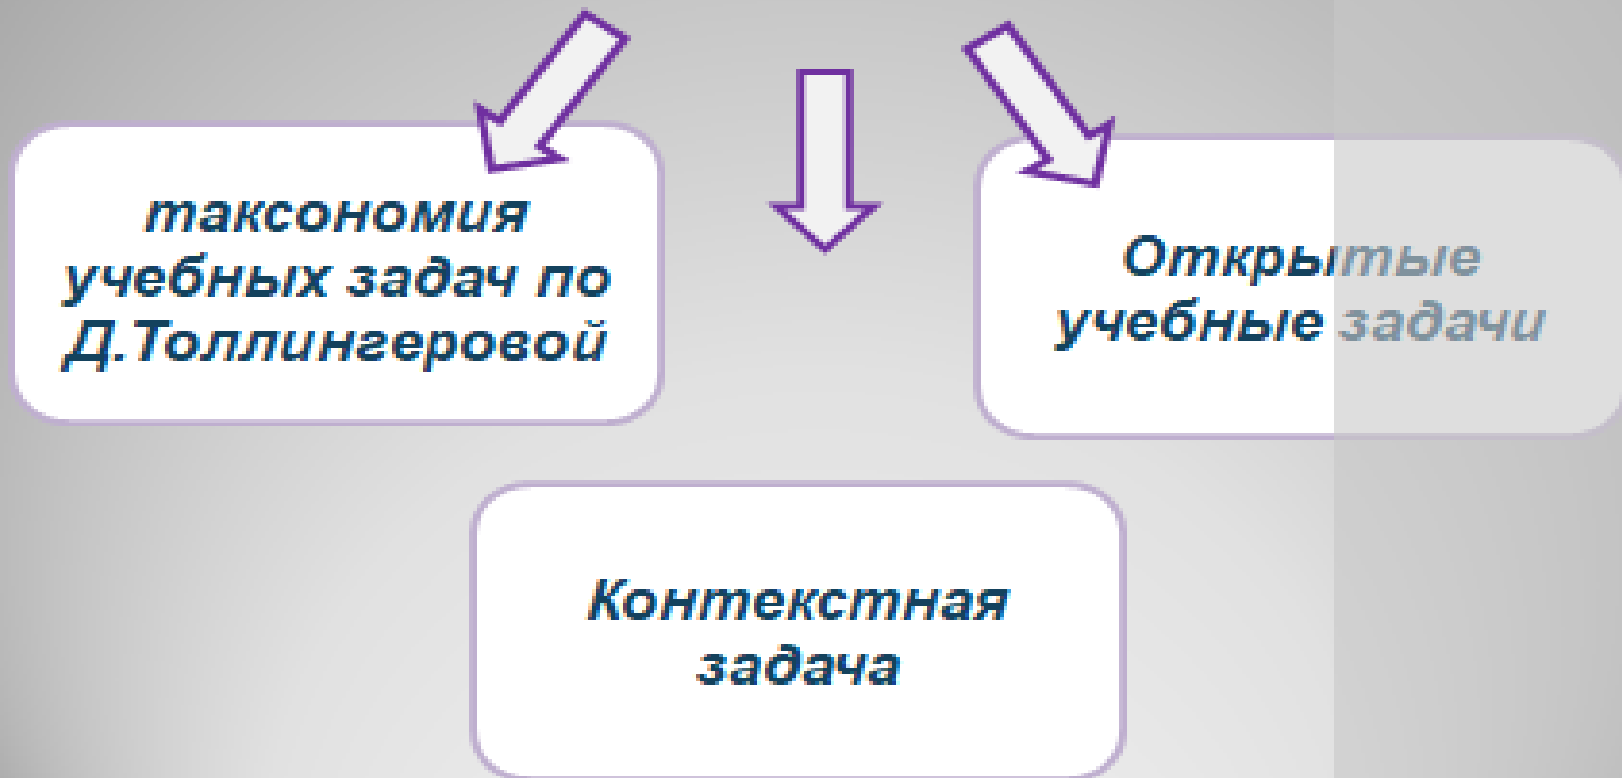 таксономия
учебных задач по
Д.Толлингеровой
Открытые
учебные задачи
Контекстная
задача